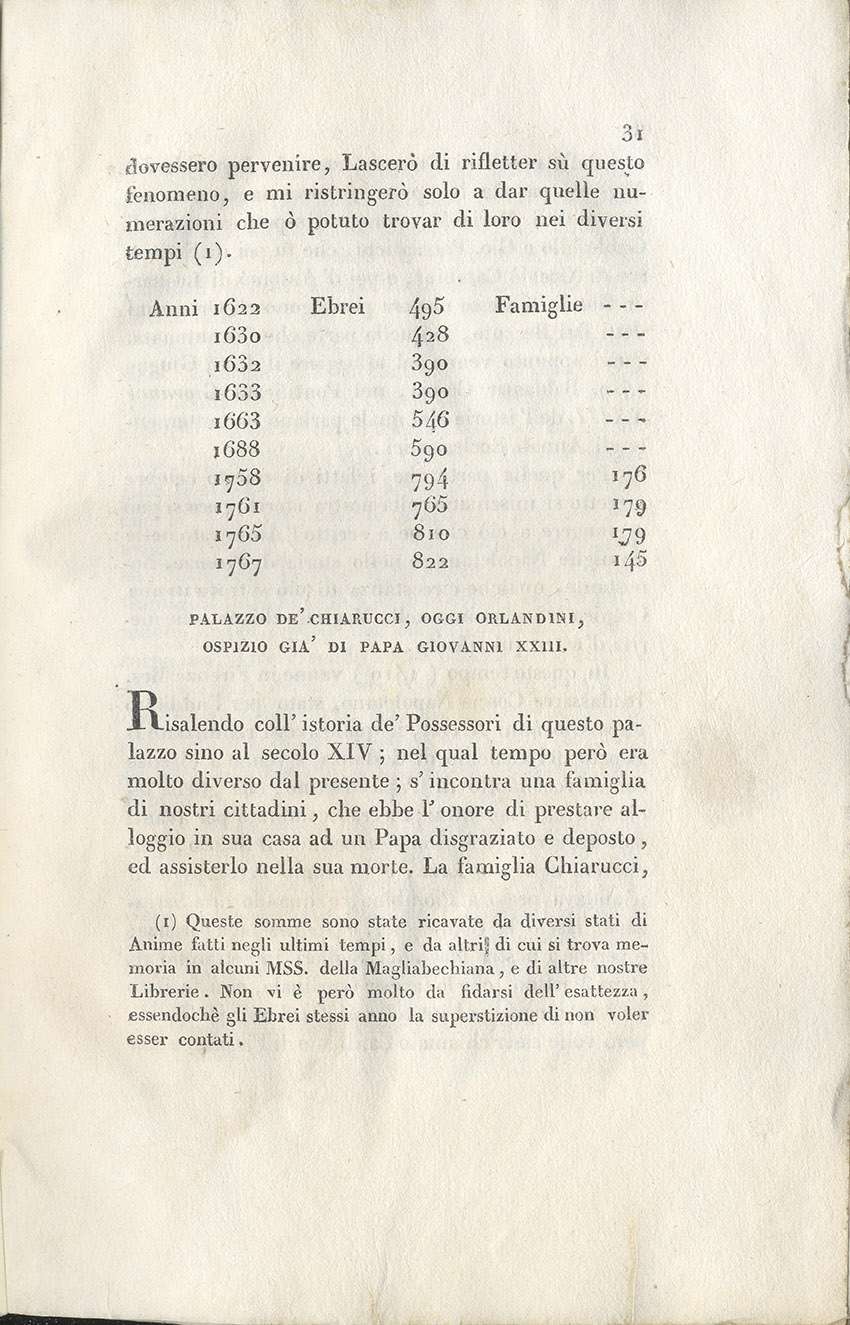 31
dovessero pervenire, Lascerò di rifletter sù questo
fenomeno, e mi ristringerò solo a dar quelle nu-
merazioni che ò potuto trovar di loro nei diversi
tempi (1).
Anni 1622 Ebrei 495 Famiglie - - -
1630 428 - - -
1632 390 - - -
1633 390 - - -
1663 546 - - -
1688 590 - - -
1758 794 176
1761 765 179
1765 810 179
1767 822 145
PALAZZO DE' CHIARUCCI, OGGI ORLANDINI,
OSPIZIO GIA' DI PAPA GIOVANNI XXIII.
Risalendo coll' istoria de' Possessori di questo pa-
lazzo sino al secolo XIV; nel qual tempo però era
molto diverso dal presente; s' incontra una famiglia
di nostri cittadini, che ebbe l' onore di prestare al-
loggio in sua casa ad un Papa disgraziato e deposto,
ed assisterlo nella sua morte. La famiglia Chiarucci,
(1) Queste somme sono state ricavate da diversi stati di
Anime fatti negli ultimi tempi, e da altri di cui si trova me-
moria in alcuni MSS. della Magliabechiana, e di altre nostre
Librerie. Non vi è però molto da fidarsi dell' esattezza,
essendochè gli Ebrei stessi anno la superstizione di non voler
esser contati.